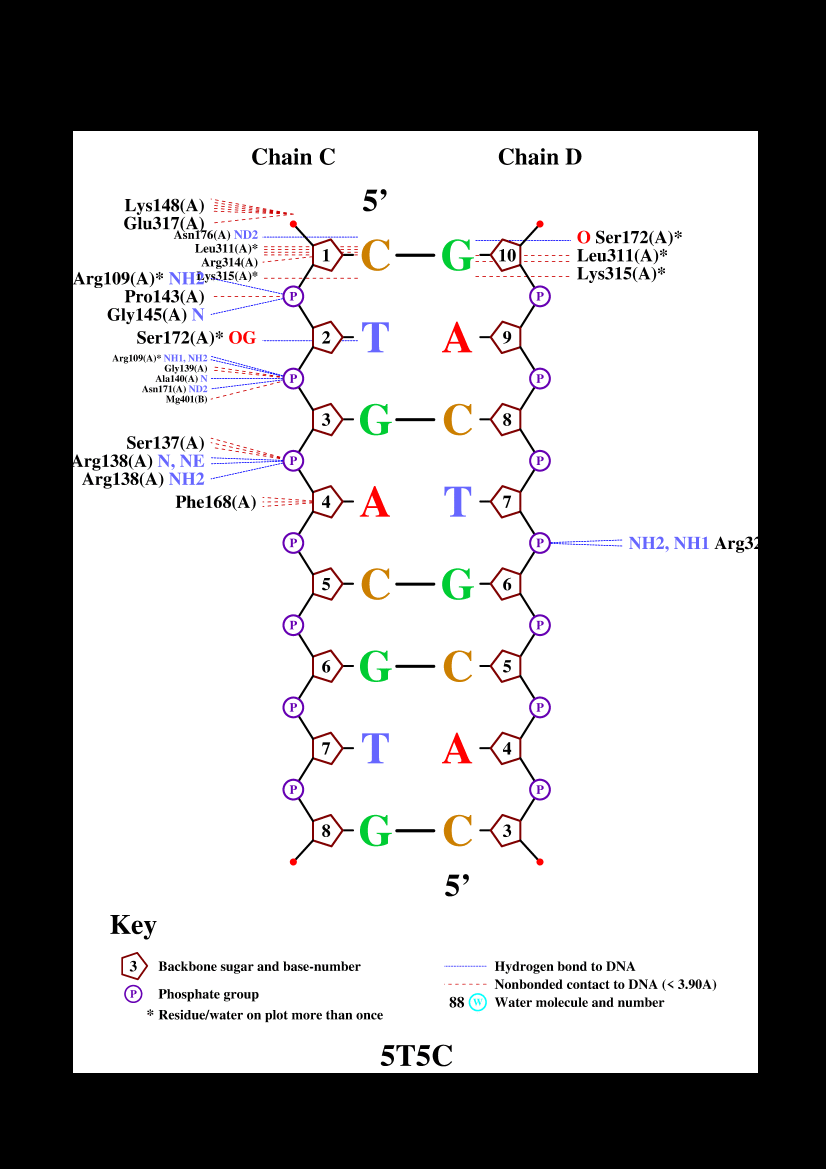 Chain C Chain D
5’
Lys148(A)
Glu317(A)
Asn176(A) ND2
O Ser172(A)*
Leu311(A)*
1 C G 10
Leu311(A)*
Arg314(A)
Lys315(A)*
Lys315(A)*
Arg109(A)* NH2
Pro143(A) P P
Gly145(A) N
Ser172(A)* OG 2 T A 9
Arg109(A)* NH1, NH2
Gly139(A)
Ala140(A) N P P
Asn171(A) ND2
Mg401(B)
3 G C 8
Ser137(A)
Arg138(A) N, NE P P
Arg138(A) NH2
Phe168(A) 4 A T 7
P P NH2, NH1 Arg32
5 C G 6
P P
6 G C 5
P P
7 T A 4
P P
8 G C 3
5’
Key
3 Backbone sugar and base-number
P Phosphate group
* Residue/water on plot more than once
Hydrogen bond to DNA
Nonbonded contact to DNA (< 3.90A)
88 W Water molecule and number
5T5C